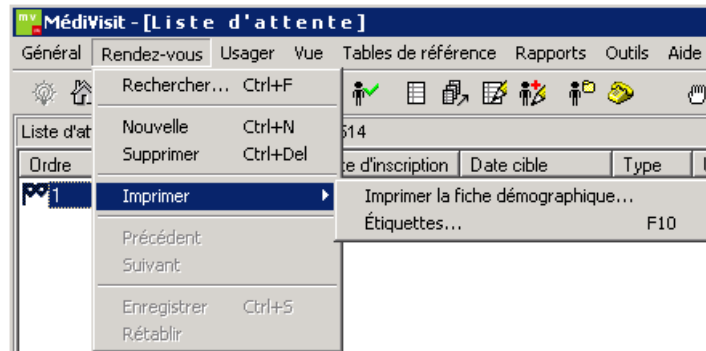 mv MédiVisit - [Liste d'attente]
Général Rendez-vous Usager Vue Tables de référence Rapports Outils Aide
Rechercher... Ctrl+F
Liste d'at
Nouvelle Ctrl+N
514
Supprimer Ctrl+Del
Ordre
te d'inscription Date cible Type
1
Imprimer
Imprimer la fiche démographique...
Étiquettes... F10
Précédent
Suivant
Enregistrer Ctrl+S
Rétablir